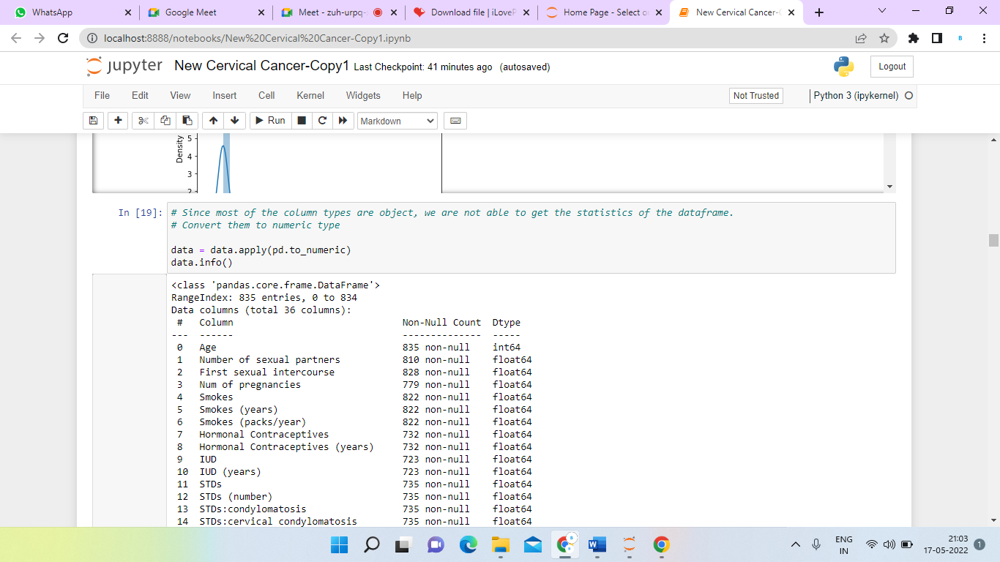 WhatsApp
Google Meet
Meet - zuh-urpq-
Download file | iLoveP
Home Page - Select o
New Cervical Cancer-
localhost:8888/notebooks/New%20Cervical%20Cancer-Copy1.ipynb
B
jupyter New Cervical Cancer-Copy1 Last Checkpoint: 41 minutes ago (autosaved)
Logout
File Edit View Insert Cell Kernel Widgets Help
Not Trusted
Python 3 (ipykernel)
Run
Markdown
Density
5
4
3
2
In [19]:
# Since most of the column types are object, we are not able to get the statistics of the dataframe.
# Convert them to numeric type
data = data.apply(pd.to_numeric)
data.info()
<class 'pandas.core.frame.DataFrame'>
RangeIndex: 835 entries, 0 to 834
Data columns (total 36 columns):
# Column Non-Null Count Dtype
--- ------ -------------- -----
0 Age 835 non-null int64
1 Number of sexual partners 810 non-null float64
2 First sexual intercourse 828 non-null float64
3 Num of pregnancies 779 non-null float64
4 Smokes 822 non-null float64
5 Smokes (years) 822 non-null float64
6 Smokes (packs/year) 822 non-null float64
7 Hormonal Contraceptives 732 non-null float64
8 Hormonal Contraceptives (years) 732 non-null float64
9 IUD 723 non-null float64
10 IUD (years) 723 non-null float64
11 STDs 735 non-null float64
12 STDs (number) 735 non-null float64
13 STDs:condylomatosis 735 non-null float64
14 STDs:cervical condylomatosis 735 non-null float64
ENG
IN
21:03
17-05-2022
1